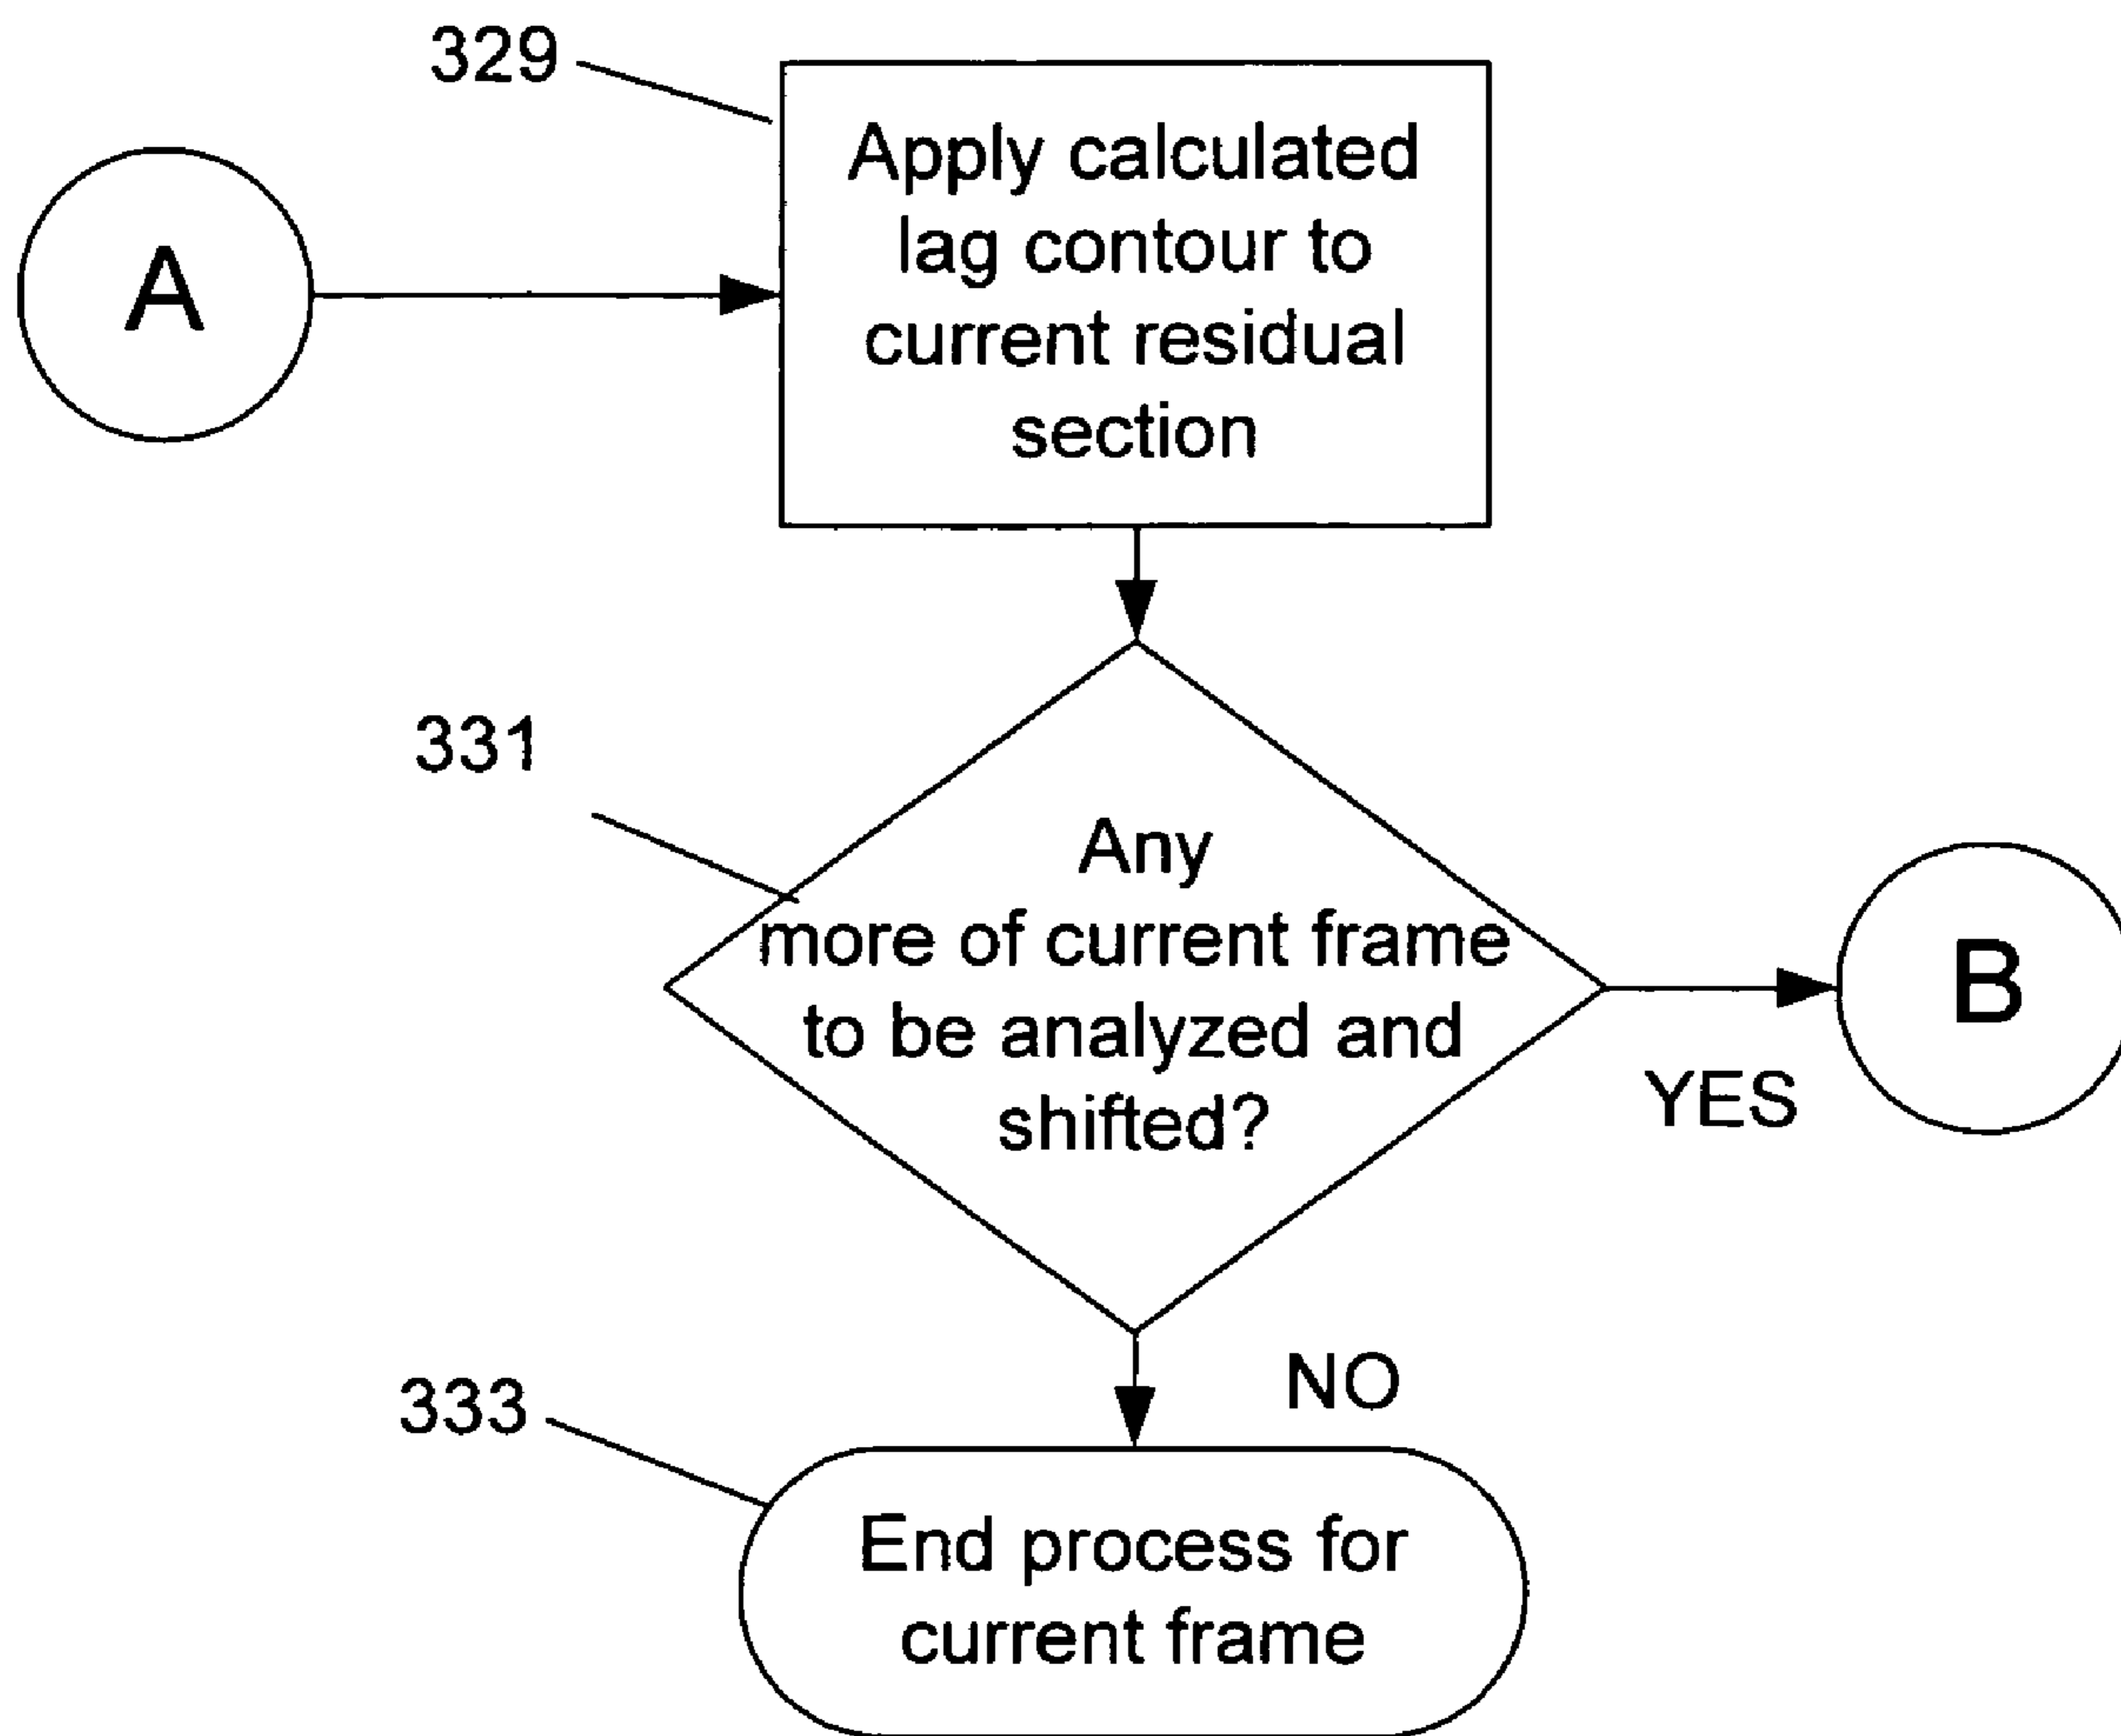 329
Apply calculated
lag contour to
current residual
section
A
331
Any
more of current frame
to be analyzed and
shifted?
B
YES
NO
333
End process for
current frame